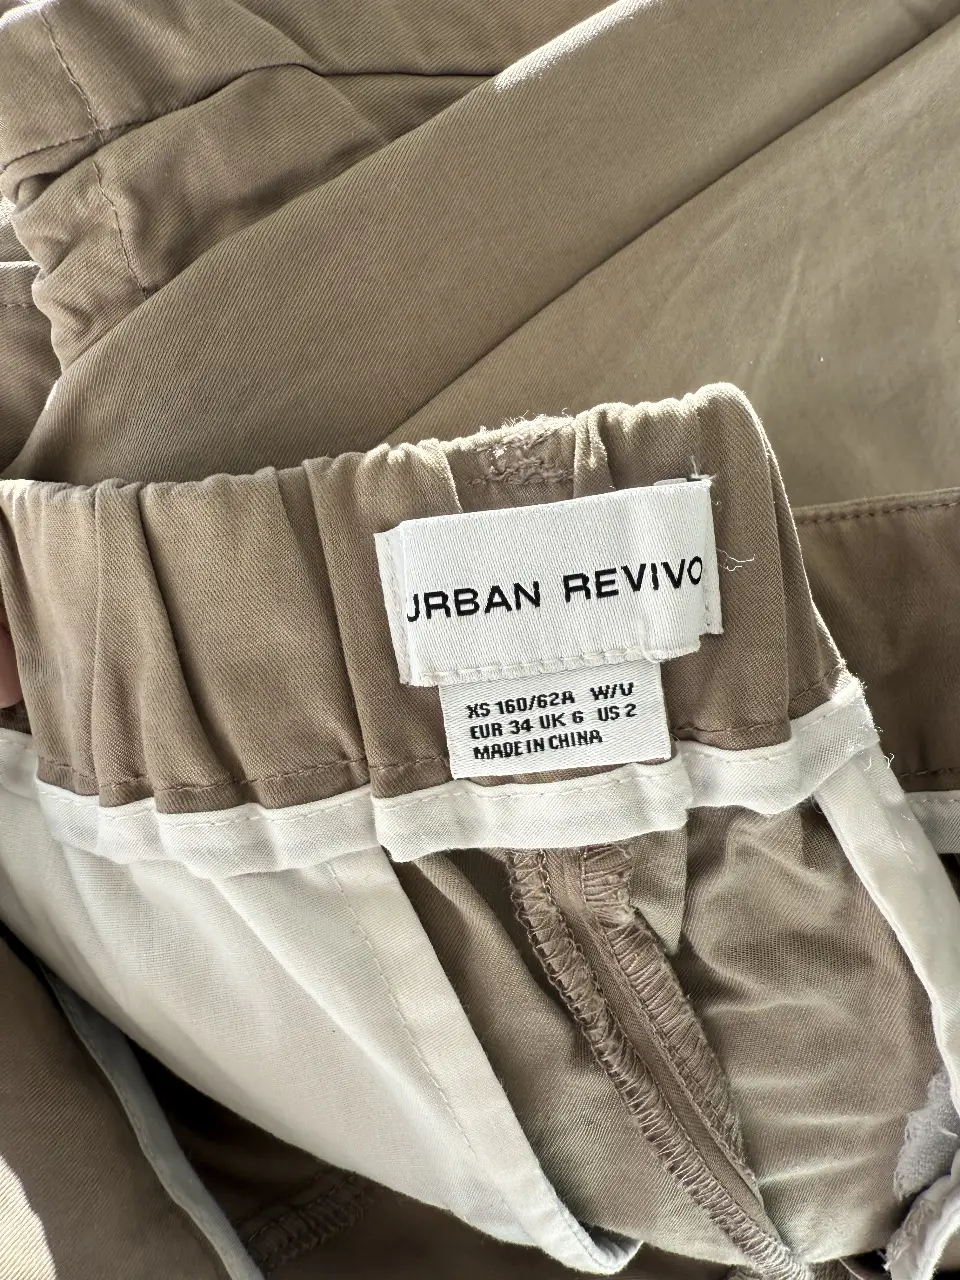 URBAN REVIVO
XS 160/62A W/U
EUR 34 UK 6 US 2
MADE IN CHINA